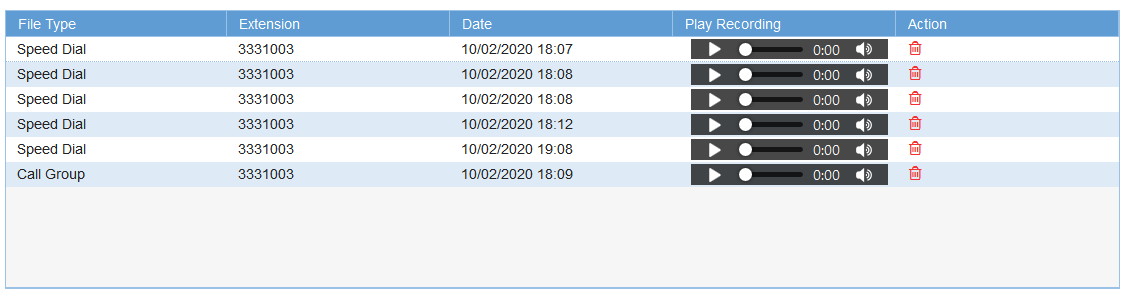 File Type Extension Date Play Recording Action
Speed Dial 3331003 10/02/2020 18:07 0:00
Speed Dial 3331003 10/02/2020 18:08 0:00
Speed Dial 3331003 10/02/2020 18:08 0:00
Speed Dial 3331003 10/02/2020 18:12 0:00
Speed Dial 3331003 10/02/2020 19:08 0:00
Call Group 3331003 10/02/2020 18:09 0:00